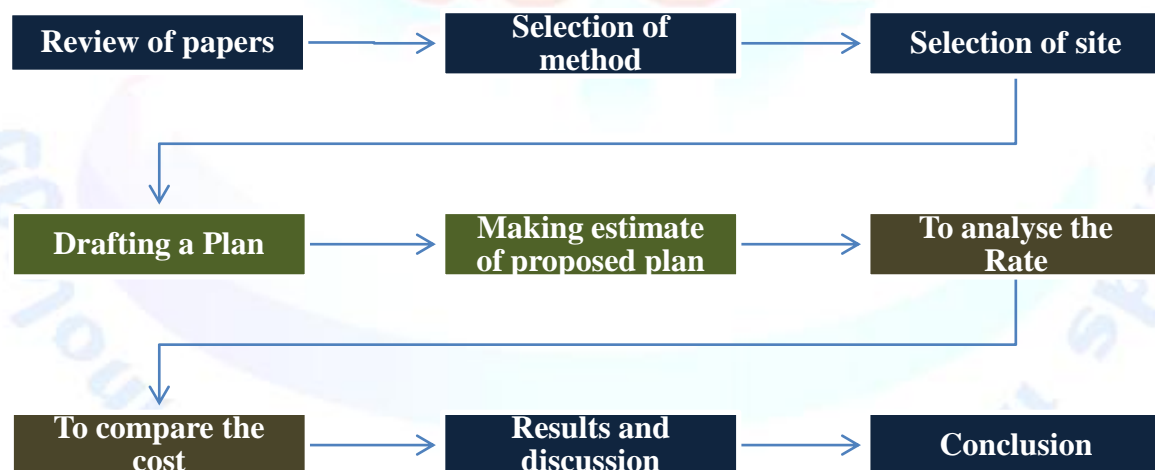 Review of papers
Selection of
method
Selection of site
Drafting a Plan
Making estimate
of proposed plan
To analyse the
Rate
To compare the
cost
Results and
discussion
Conclusion